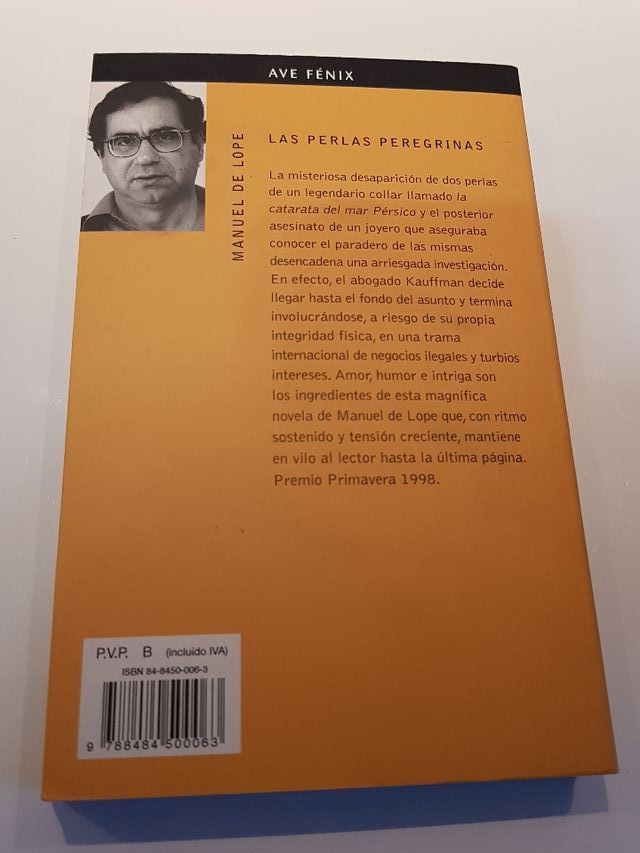 AVE FÉNIX
MANUEL DE LOPE
LAS PERLAS PEREGRINAS
La misteriosa desaparición de dos perlas
de un legendario collar llamado la
catarata del mar Pérsico y el posterior
asesinato de un joyero que aseguraba
conocer el paradero de las mismas
desencadena una arriesgada investigación.
En efecto, el abogado Kauffman decide
llegar hasta el fondo del asunto y termina
involucrándose, a riesgo de su propia
integridad física, en una trama
internacional de negocios ilegales y turbios
intereses. Amor, humor e intriga son
los ingredientes de esta magnífica
novela de Manuel de Lope que, con ritmo
sostenido y tensión creciente, mantiene
en vilo al lector hasta la última página.
Premio Primavera 1998.
P.V.P. B (incluido IVA)
ISBN 84-8450-006-3
9 788484 500063